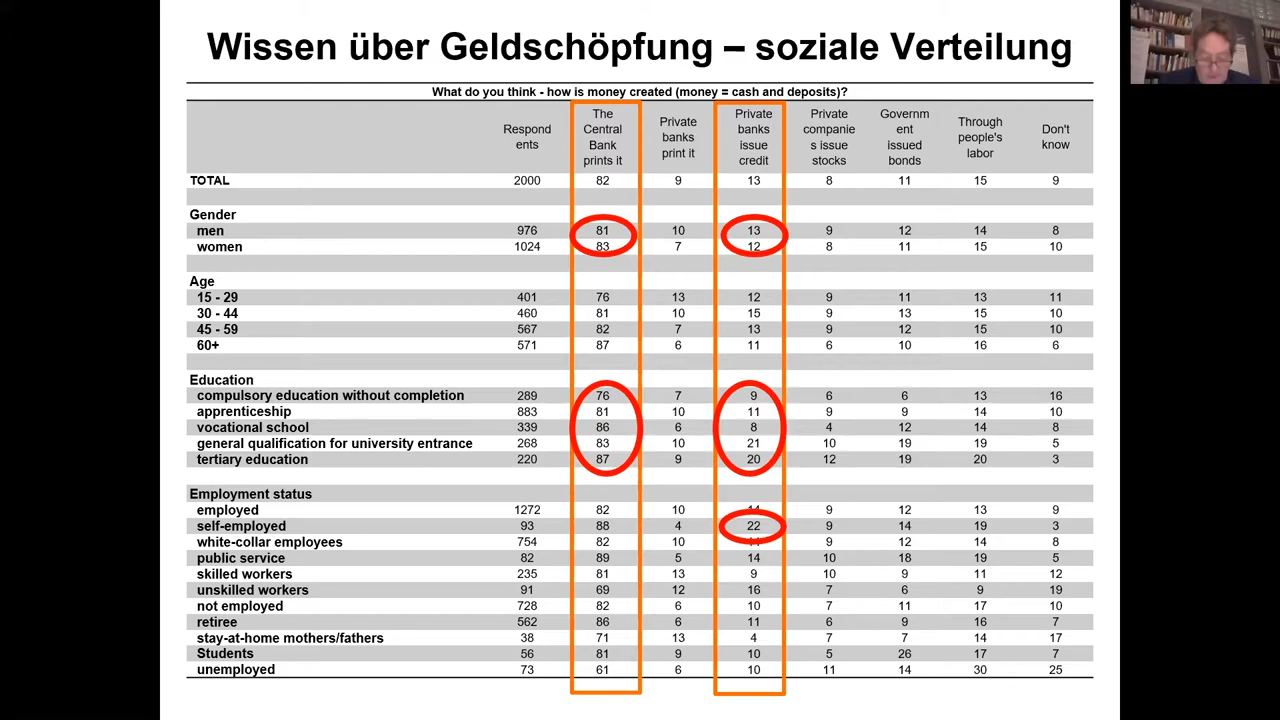 Wissen über Geldschöpfung – soziale Verteilung
What do you think - how is money created (money = cash and deposits)?
Respond
ents
The
Central
Bank
prints it
Private
banks
print it
Private
banks
issue
credit
Private
companie
s issue
stocks
Governm
ent
issued
bonds
Through
people's
labor
Don't
know
TOTAL 2000 82 9 13 8 11 15 9
Gender
men 976 81 10 13 9 12 14 8
women 1024 83 7 12 8 11 15 10
Age
15 - 29 401 76 13 12 9 11 13 11
30 - 44 460 81 10 15 9 13 15 10
45 - 59 567 82 7 13 9 12 15 10
60+ 571 87 6 11 6 10 16 6
Education
compulsory education without completion 289 76 7 9 6 6 13 16
apprenticeship 883 81 10 11 9 9 14 10
vocational school 339 86 6 8 4 12 14 8
general qualification for university entrance 268 83 10 21 10 19 19 5
tertiary education 220 87 9 20 12 19 20 3
Employment status
employed 1272 82 10 14 9 12 13 9
self-employed 93 88 4 22 9 14 19 3
white-collar employees 754 82 10 14 9 12 14 8
public service 82 89 5 14 10 18 19 5
skilled workers 235 81 13 9 10 9 11 12
unskilled workers 91 69 12 16 7 6 9 19
not employed 728 82 6 10 7 11 17 10
retiree 562 86 6 11 6 9 16 7
stay-at-home mothers/fathers 38 71 13 4 7 7 14 17
Students 56 81 9 10 5 26 17 7
unemployed 73 61 6 10 11 14 30 25